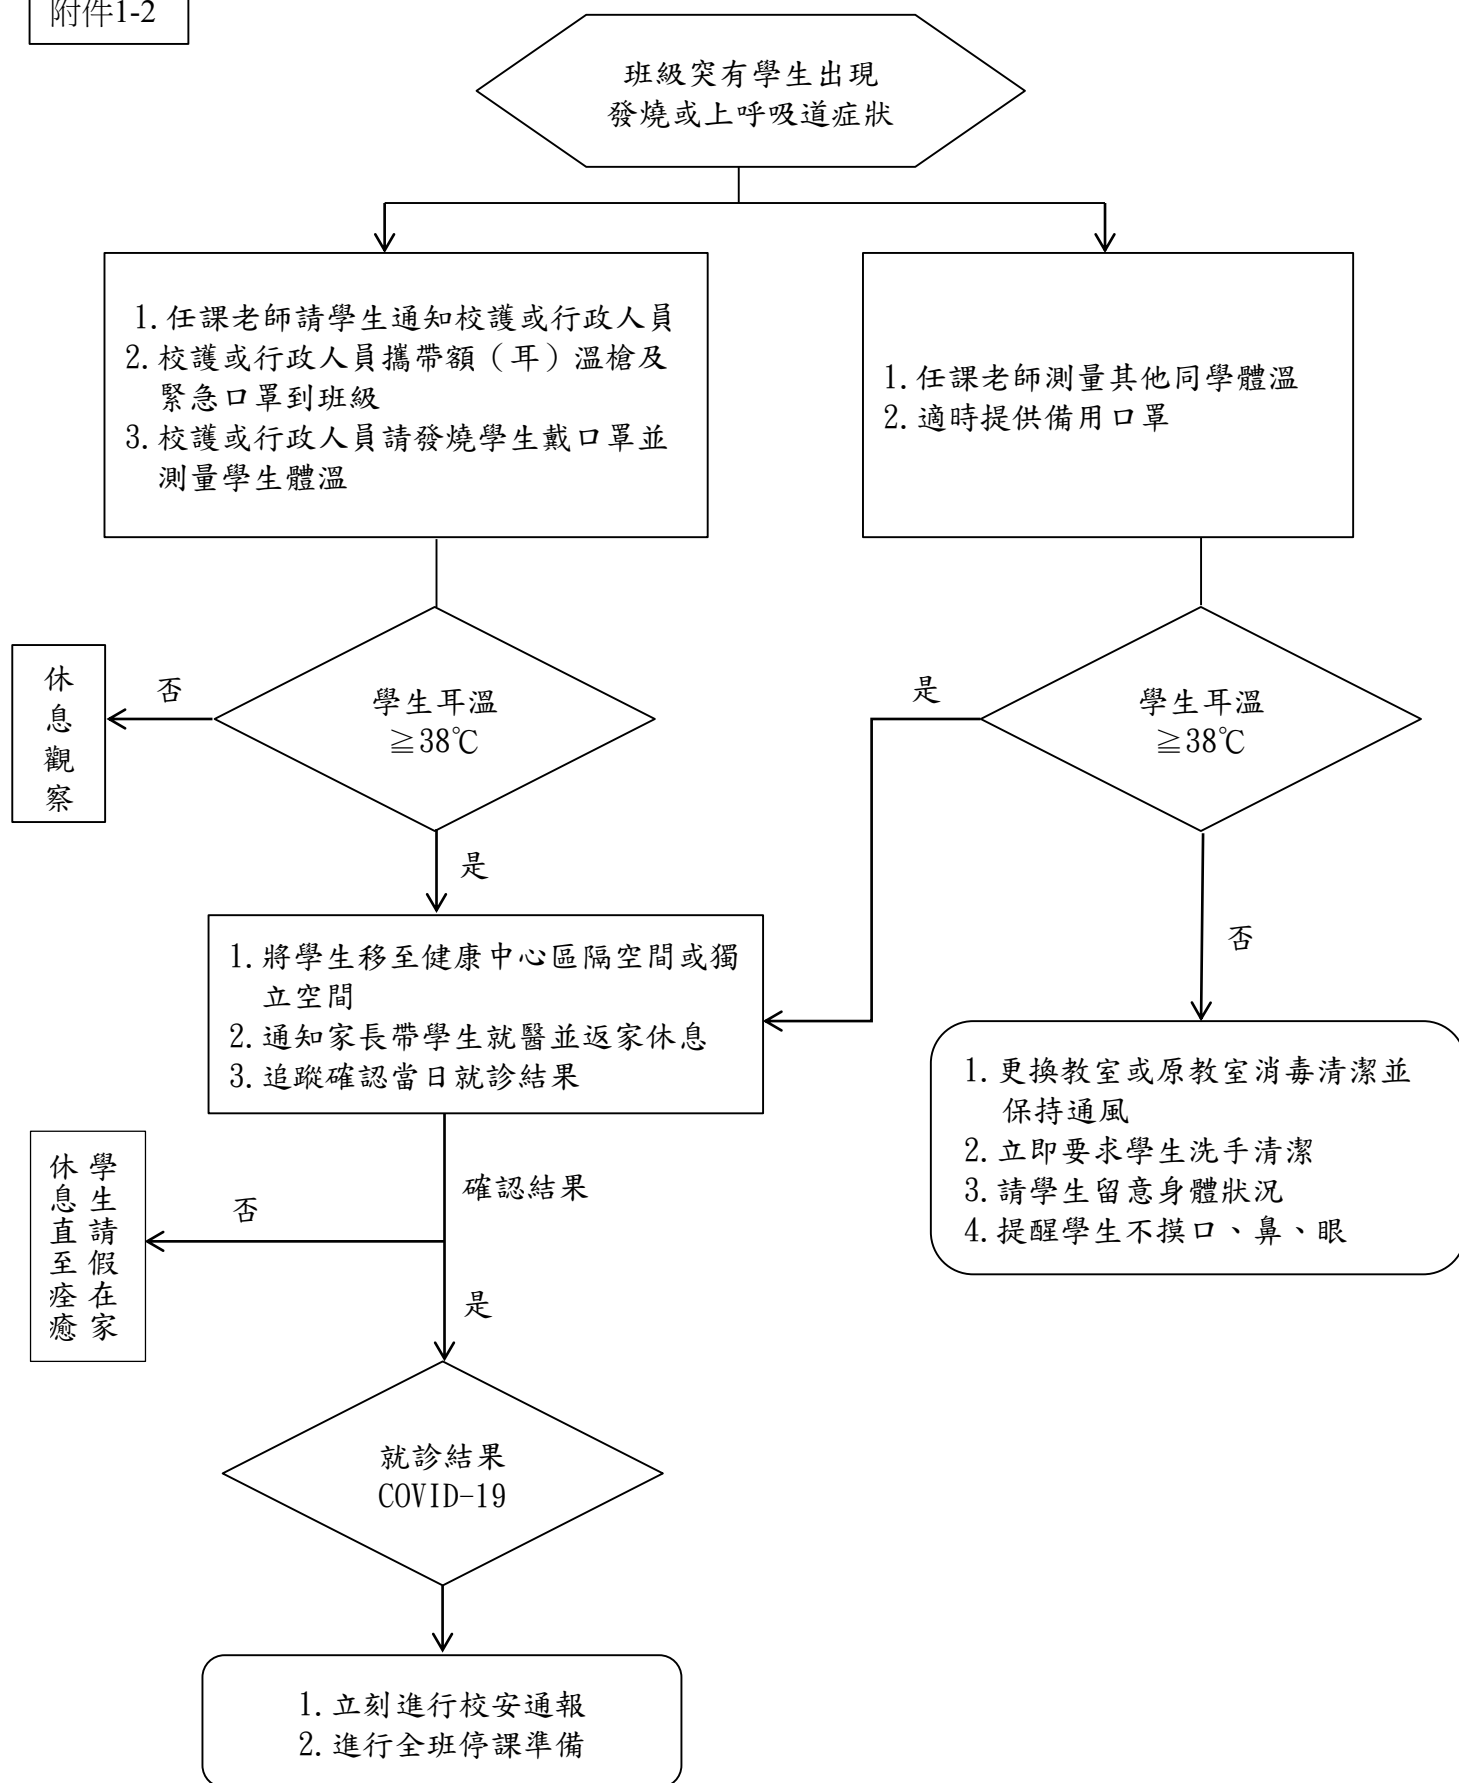 附件1-2
班級突有學生出現
發燒或上呼吸道症狀
1.任課老師請學生通知校護或行政人員
2.校護或行政人員攜帶額（耳）溫槍及
緊急口罩到班級
3.校護或行政人員請發燒學生戴口罩並
測量學生體溫
1.任課老師測量其他同學體溫
2.適時提供備用口罩
休息觀察
否
學生耳溫
≧38℃
是
學生耳溫
≧38℃
是
否
1.將學生移至健康中心區隔空間或獨
立空間
2.通知家長帶學生就醫並返家休息
3.追蹤確認當日就診結果
1.更換教室或原教室消毒清潔並
保持通風
2.立即要求學生洗手清潔
3.請學生留意身體狀況
4.提醒學生不摸口、鼻、眼
學生請假在家
休息直至痊癒
否
確認結果
是
就診結果
COVID-19
1.立刻進行校安通報
2.進行全班停課準備